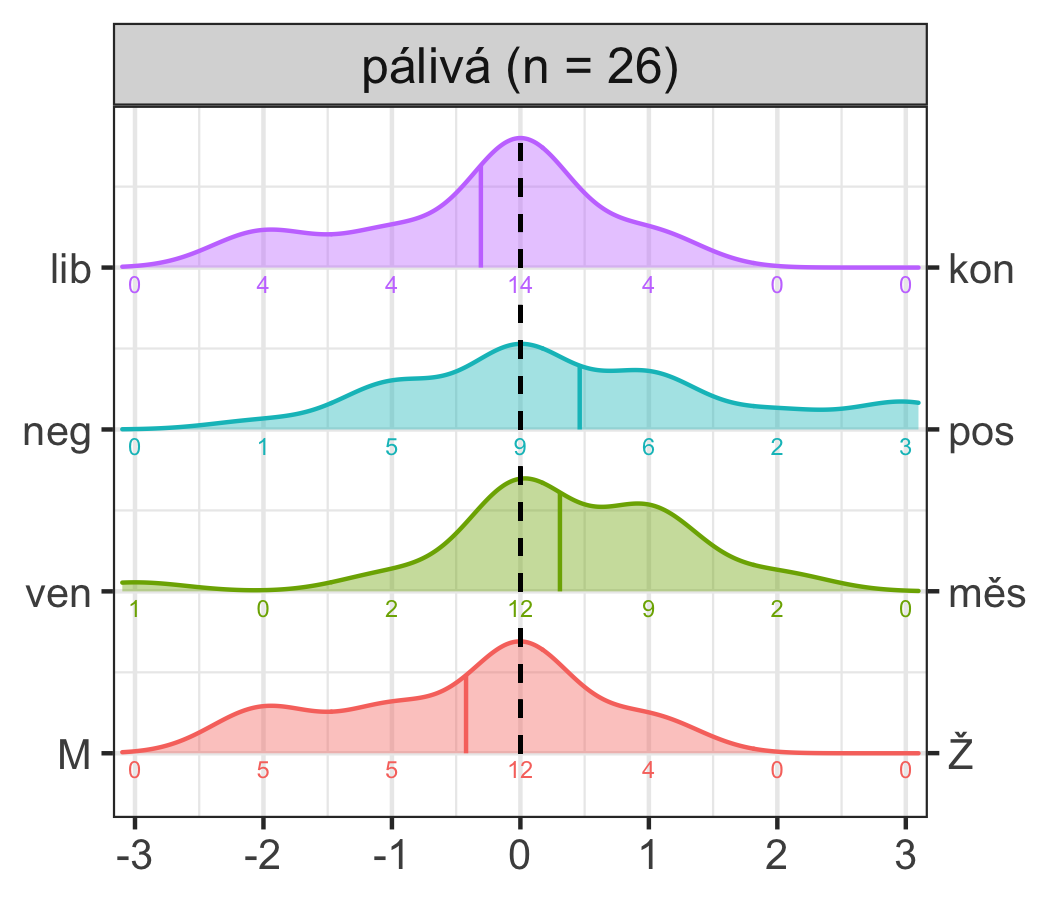 pálivá (n = 26)
lib kon
0 4 4 14 4 0 0
neg pos
0 1 5 9 6 2 3
ven měs
1 0 2 12 9 2 0
M Ž
0 5 5 12 4 0 0
-3 -2 -1 0 1 2 3